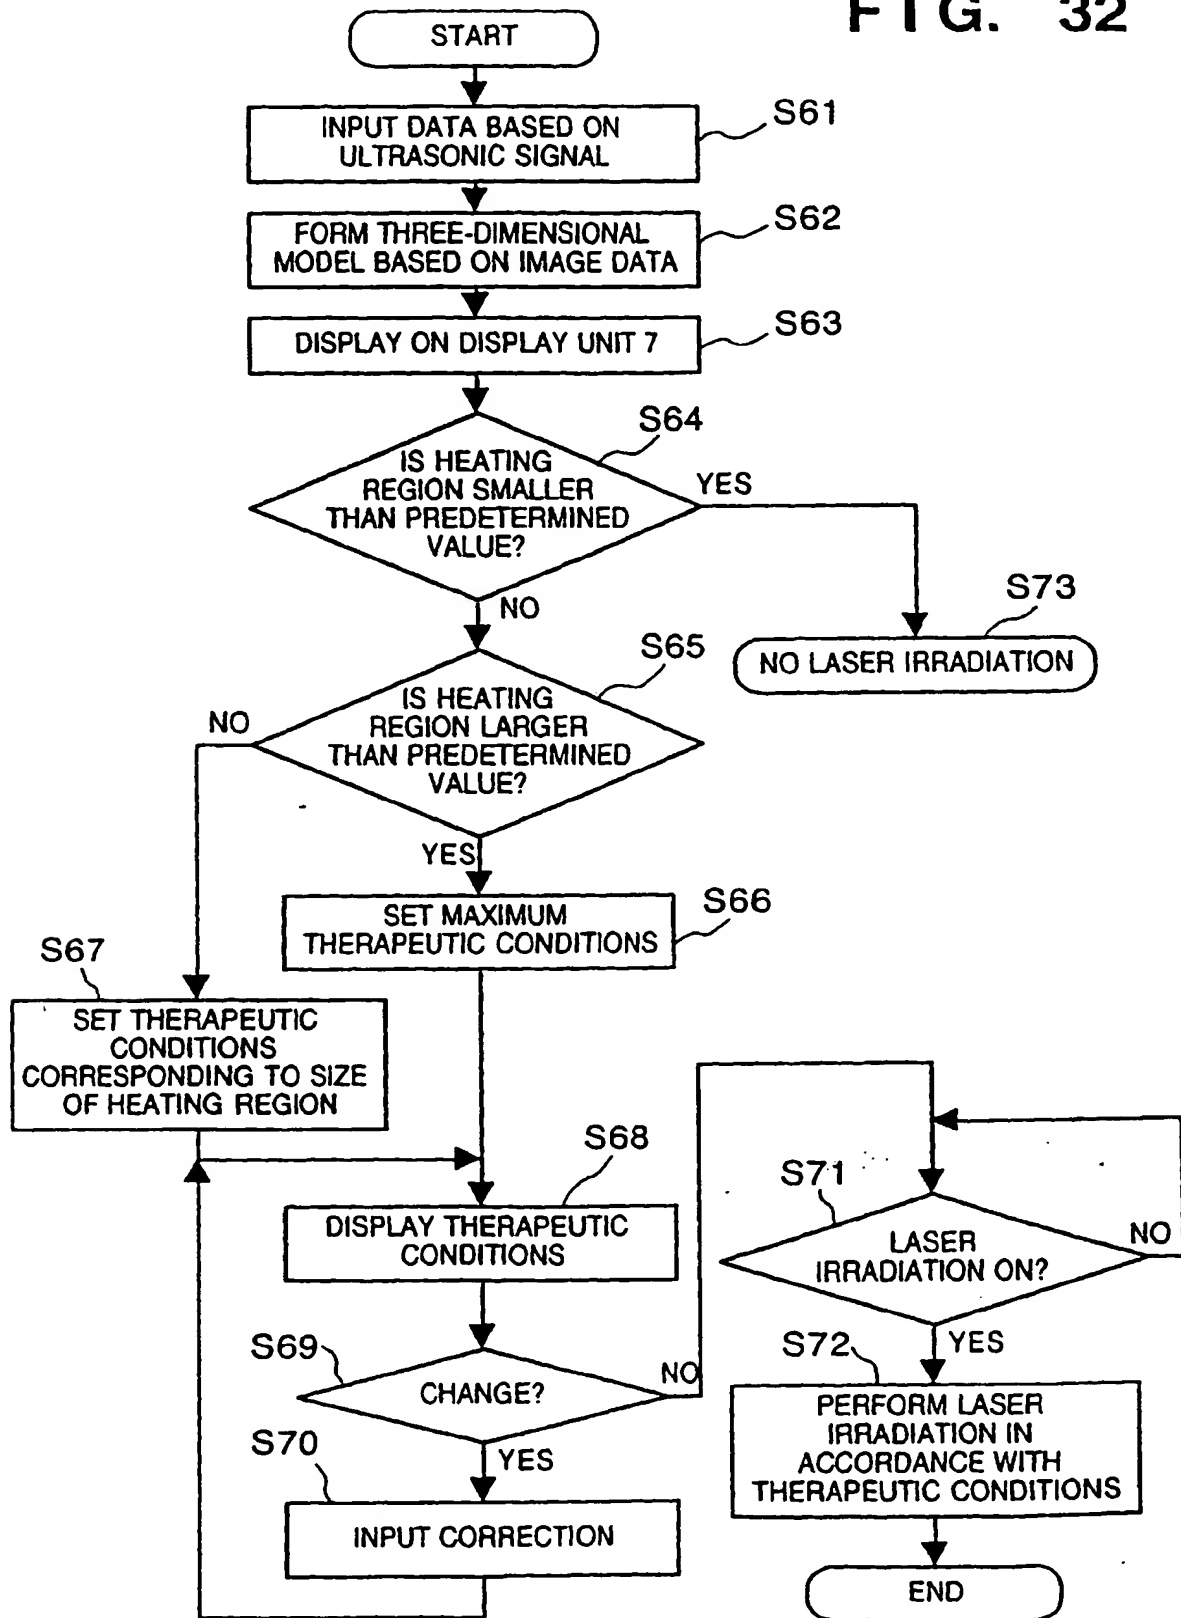 FIG. 32
START
S61
INPUT DATA BASED ON
ULTRASONIC SIGNAL
S62
FORM THREE-DIMENSIONAL
MODEL BASED ON IMAGE DATA
S63
DISPLAY ON DISPLAY UNIT 7
S64
IS HEATING
REGION SMALLER
THAN PREDETERMINED
VALUE?
YES
NO
S73
NO LASER IRRADIATION
S65
IS HEATING
REGION LARGER
THAN PREDETERMINED
VALUE?
NO
YES
S66
SET MAXIMUM
THERAPEUTIC CONDITIONS
S67
SET THERAPEUTIC
CONDITIONS
CORRESPONDING TO SIZE
OF HEATING REGION
S68
DISPLAY THERAPEUTIC
CONDITIONS
S69
CHANGE?
NO
YES
S70
INPUT CORRECTION
S71
LASER
IRRADIATION ON?
NO
YES
S72
PERFORM LASER
IRRADIATION IN
ACCORDANCE WITH
THERAPEUTIC CONDITIONS
END